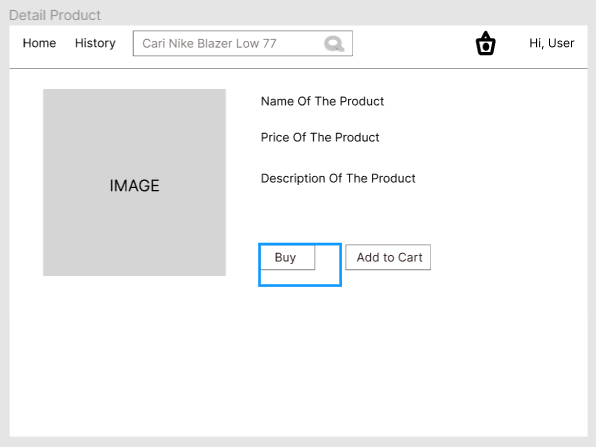 Detail Product
Home History Cari Nike Blazer Low 77 Hi, User
IMAGE
Name Of The Product
Price Of The Product
Description Of The Product
Buy Add to Cart